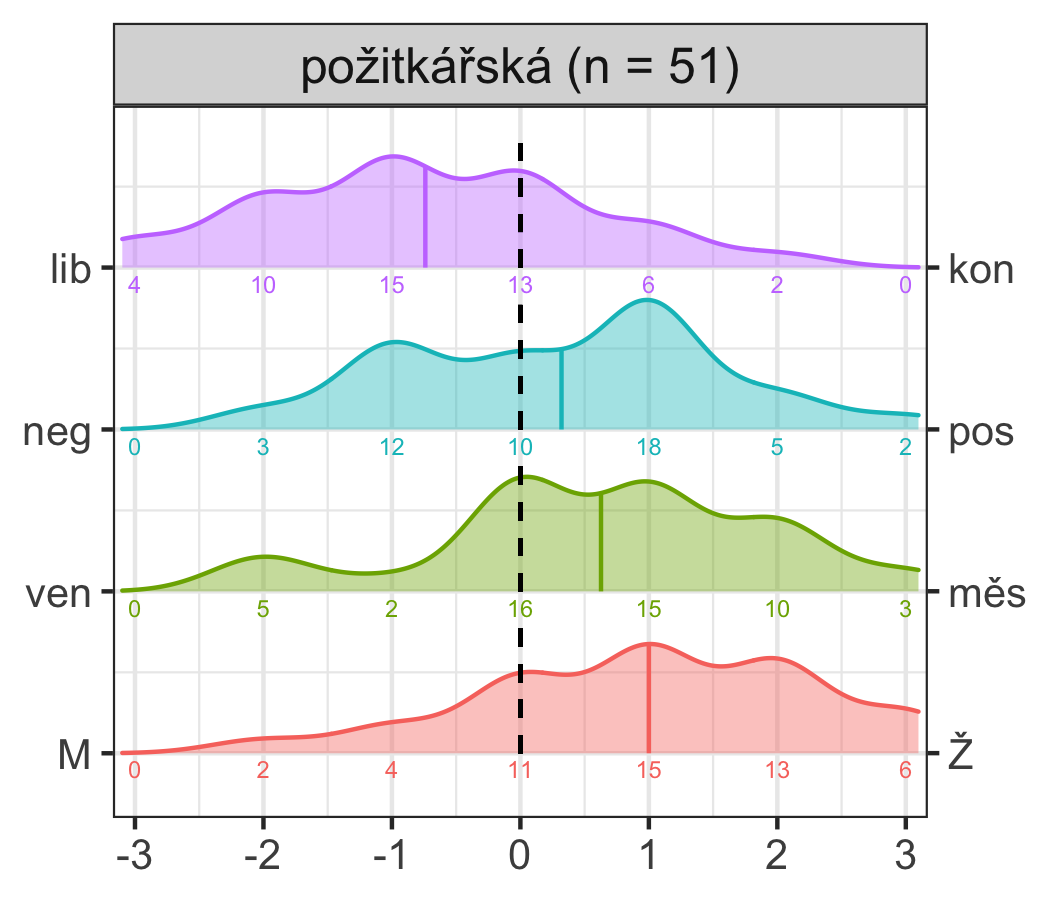 požitkářská (n = 51)
lib kon
4 10 15 13 6 2 0
neg pos
0 3 12 10 18 5 2
ven měs
0 5 2 16 15 10 3
M Ž
0 2 4 11 15 13 6
-3 -2 -1 0 1 2 3